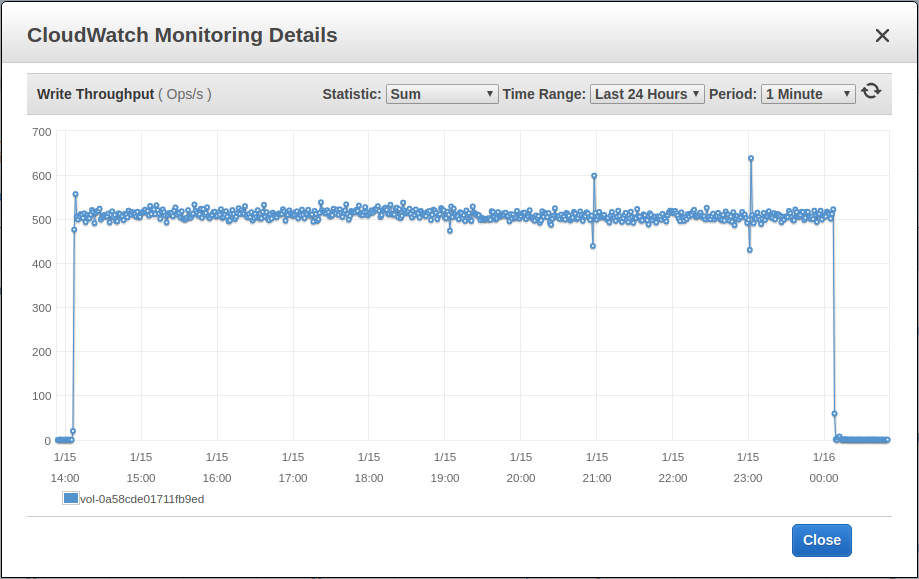 CloudWatch Monitoring Details
Write Throughput ( Ops/s ) Statistic: Sum Time Range: Last 24 Hours Period: 1 Minute
700
600
500
400
300
200
100
0
1/15 1/15 1/15 1/15 1/15 1/15 1/15 1/15 1/15 1/15 1/16
14:00 15:00 16:00 17:00 18:00 19:00 20:00 21:00 22:00 23:00 00:00
vol-0a58cde01711fb9ed
Close